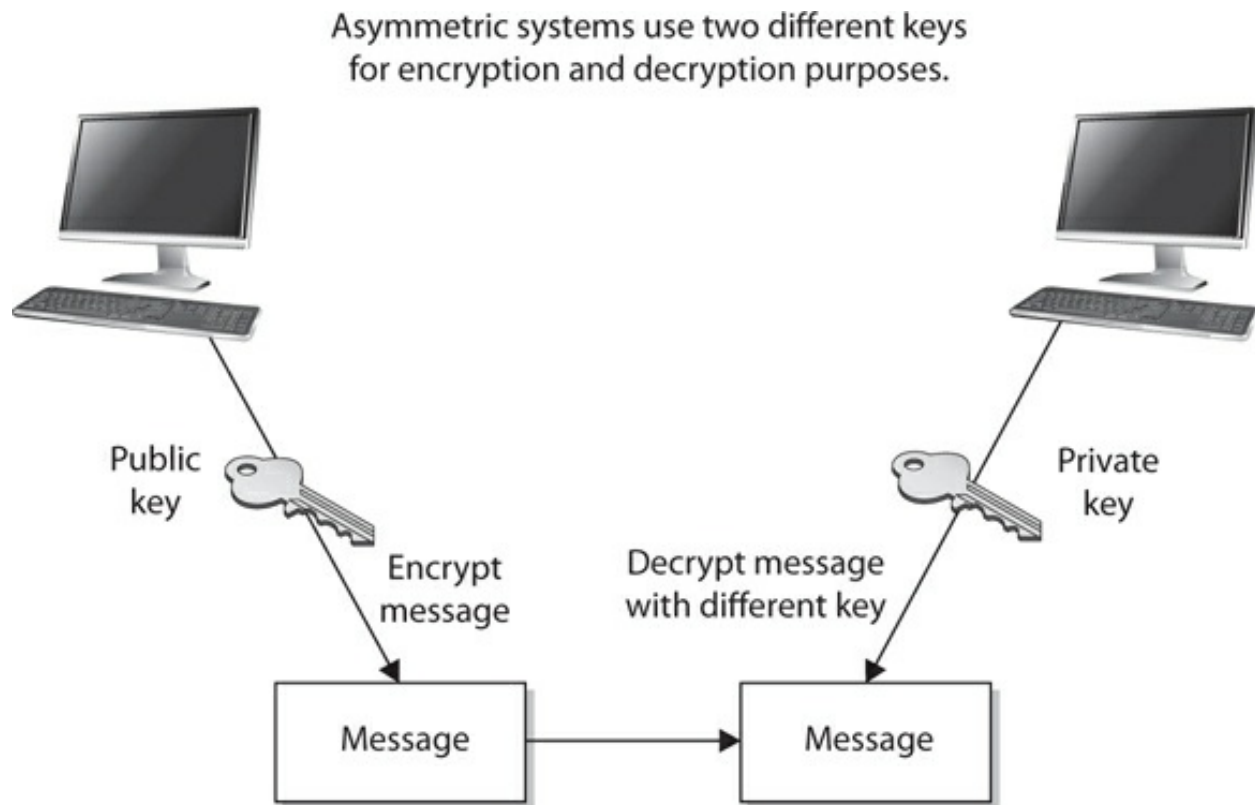 Asymmetric systems use two different keys
for encryption and decryption purposes.
Public
key
Encrypt
message
Decrypt message
with different key
Private
key
Message
Message